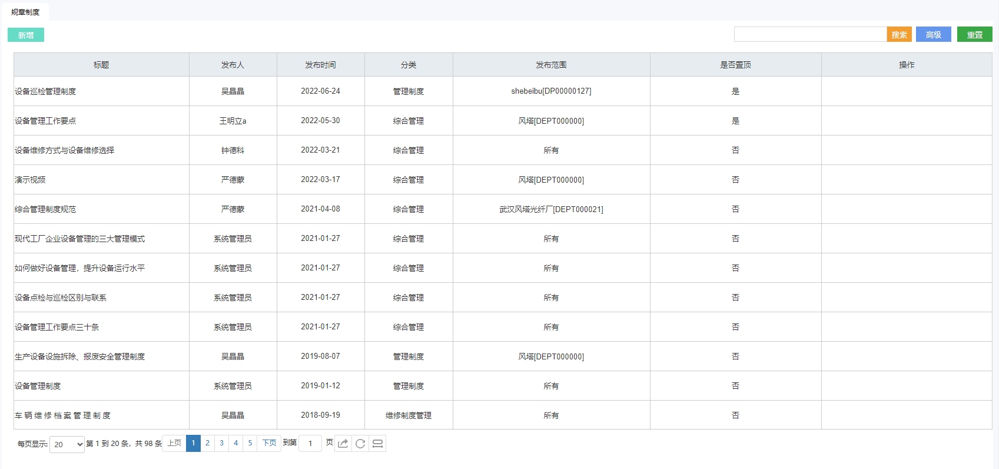 规章制度
新增 搜索 高级 重置
标题 发布人 发布时间 分类 发布范围 是否置顶 操作
设备巡检管理制度 吴晶晶 2022-06-24 管理制度 shebeibu[DP00000127] 是
设备管理工作要点 王明立a 2022-05-30 综合管理 风塔[DEPT000000] 是
设备维修方式与设备维修选择 钟德科 2022-03-21 综合管理 所有 否
演示视频 严德蒙 2022-03-17 综合管理 风塔[DEPT000000] 否
综合管理制度规范 严德蒙 2021-04-08 综合管理 武汉风塔光纤厂[DEPT000021] 否
现代工厂企业设备管理的三大管理模式 系统管理员 2021-01-27 综合管理 所有 否
如何做好设备管理，提升设备运行水平 系统管理员 2021-01-27 综合管理 所有 否
设备点检与巡检区别与联系 系统管理员 2021-01-27 综合管理 所有 否
设备管理工作要点三十条 系统管理员 2021-01-27 综合管理 所有 否
生产设备设施拆除、报废安全管理制度 吴晶晶 2019-08-07 管理制度 风塔[DEPT000000] 否
设备管理制度 系统管理员 2019-01-12 管理制度 所有 否
车 辆 维 修 档 案 管 理 制 度 吴晶晶 2018-09-19 维修制度管理 所有 否
每页显示: 20 第 1 到 20 条，共 98 条 上页 1 2 3 4 5 下页 到第 1 页